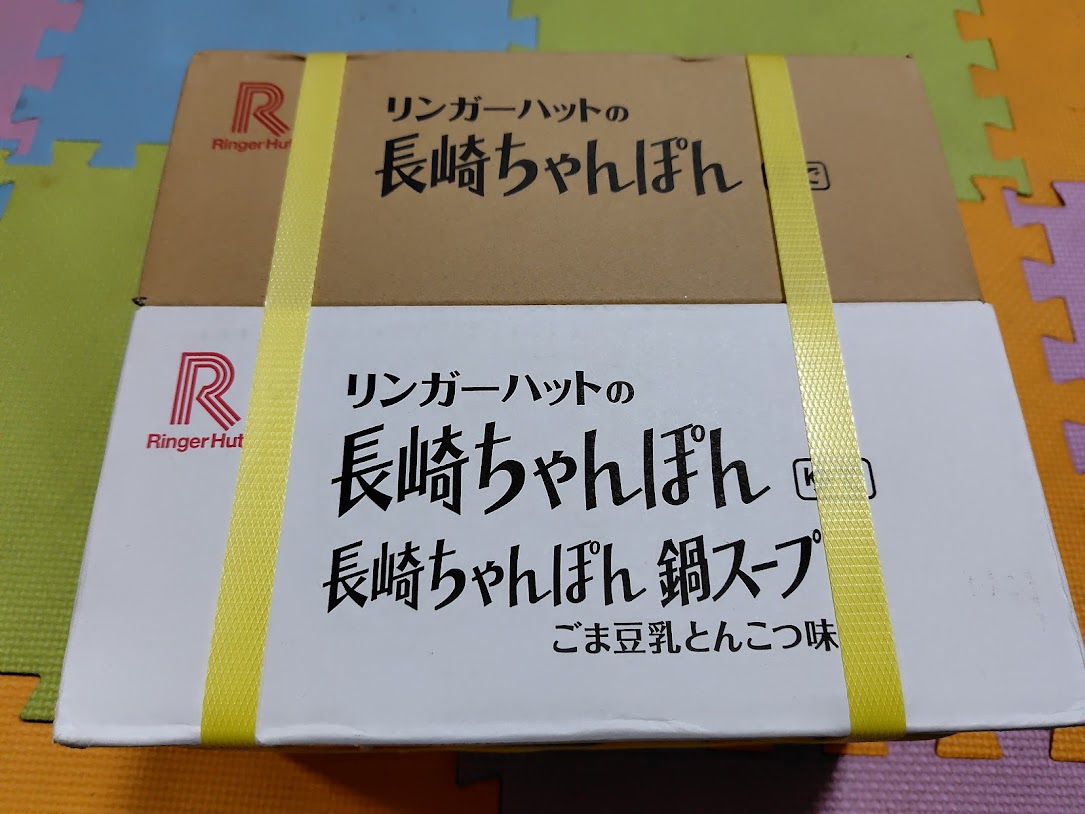 RingerHut
リンガーハットの
長崎ちゃんぽん
RingerHut
リンガーハットの
長崎ちゃんぽん
長崎ちゃんぽん 鍋スープ
ごま豆乳とんこつ味